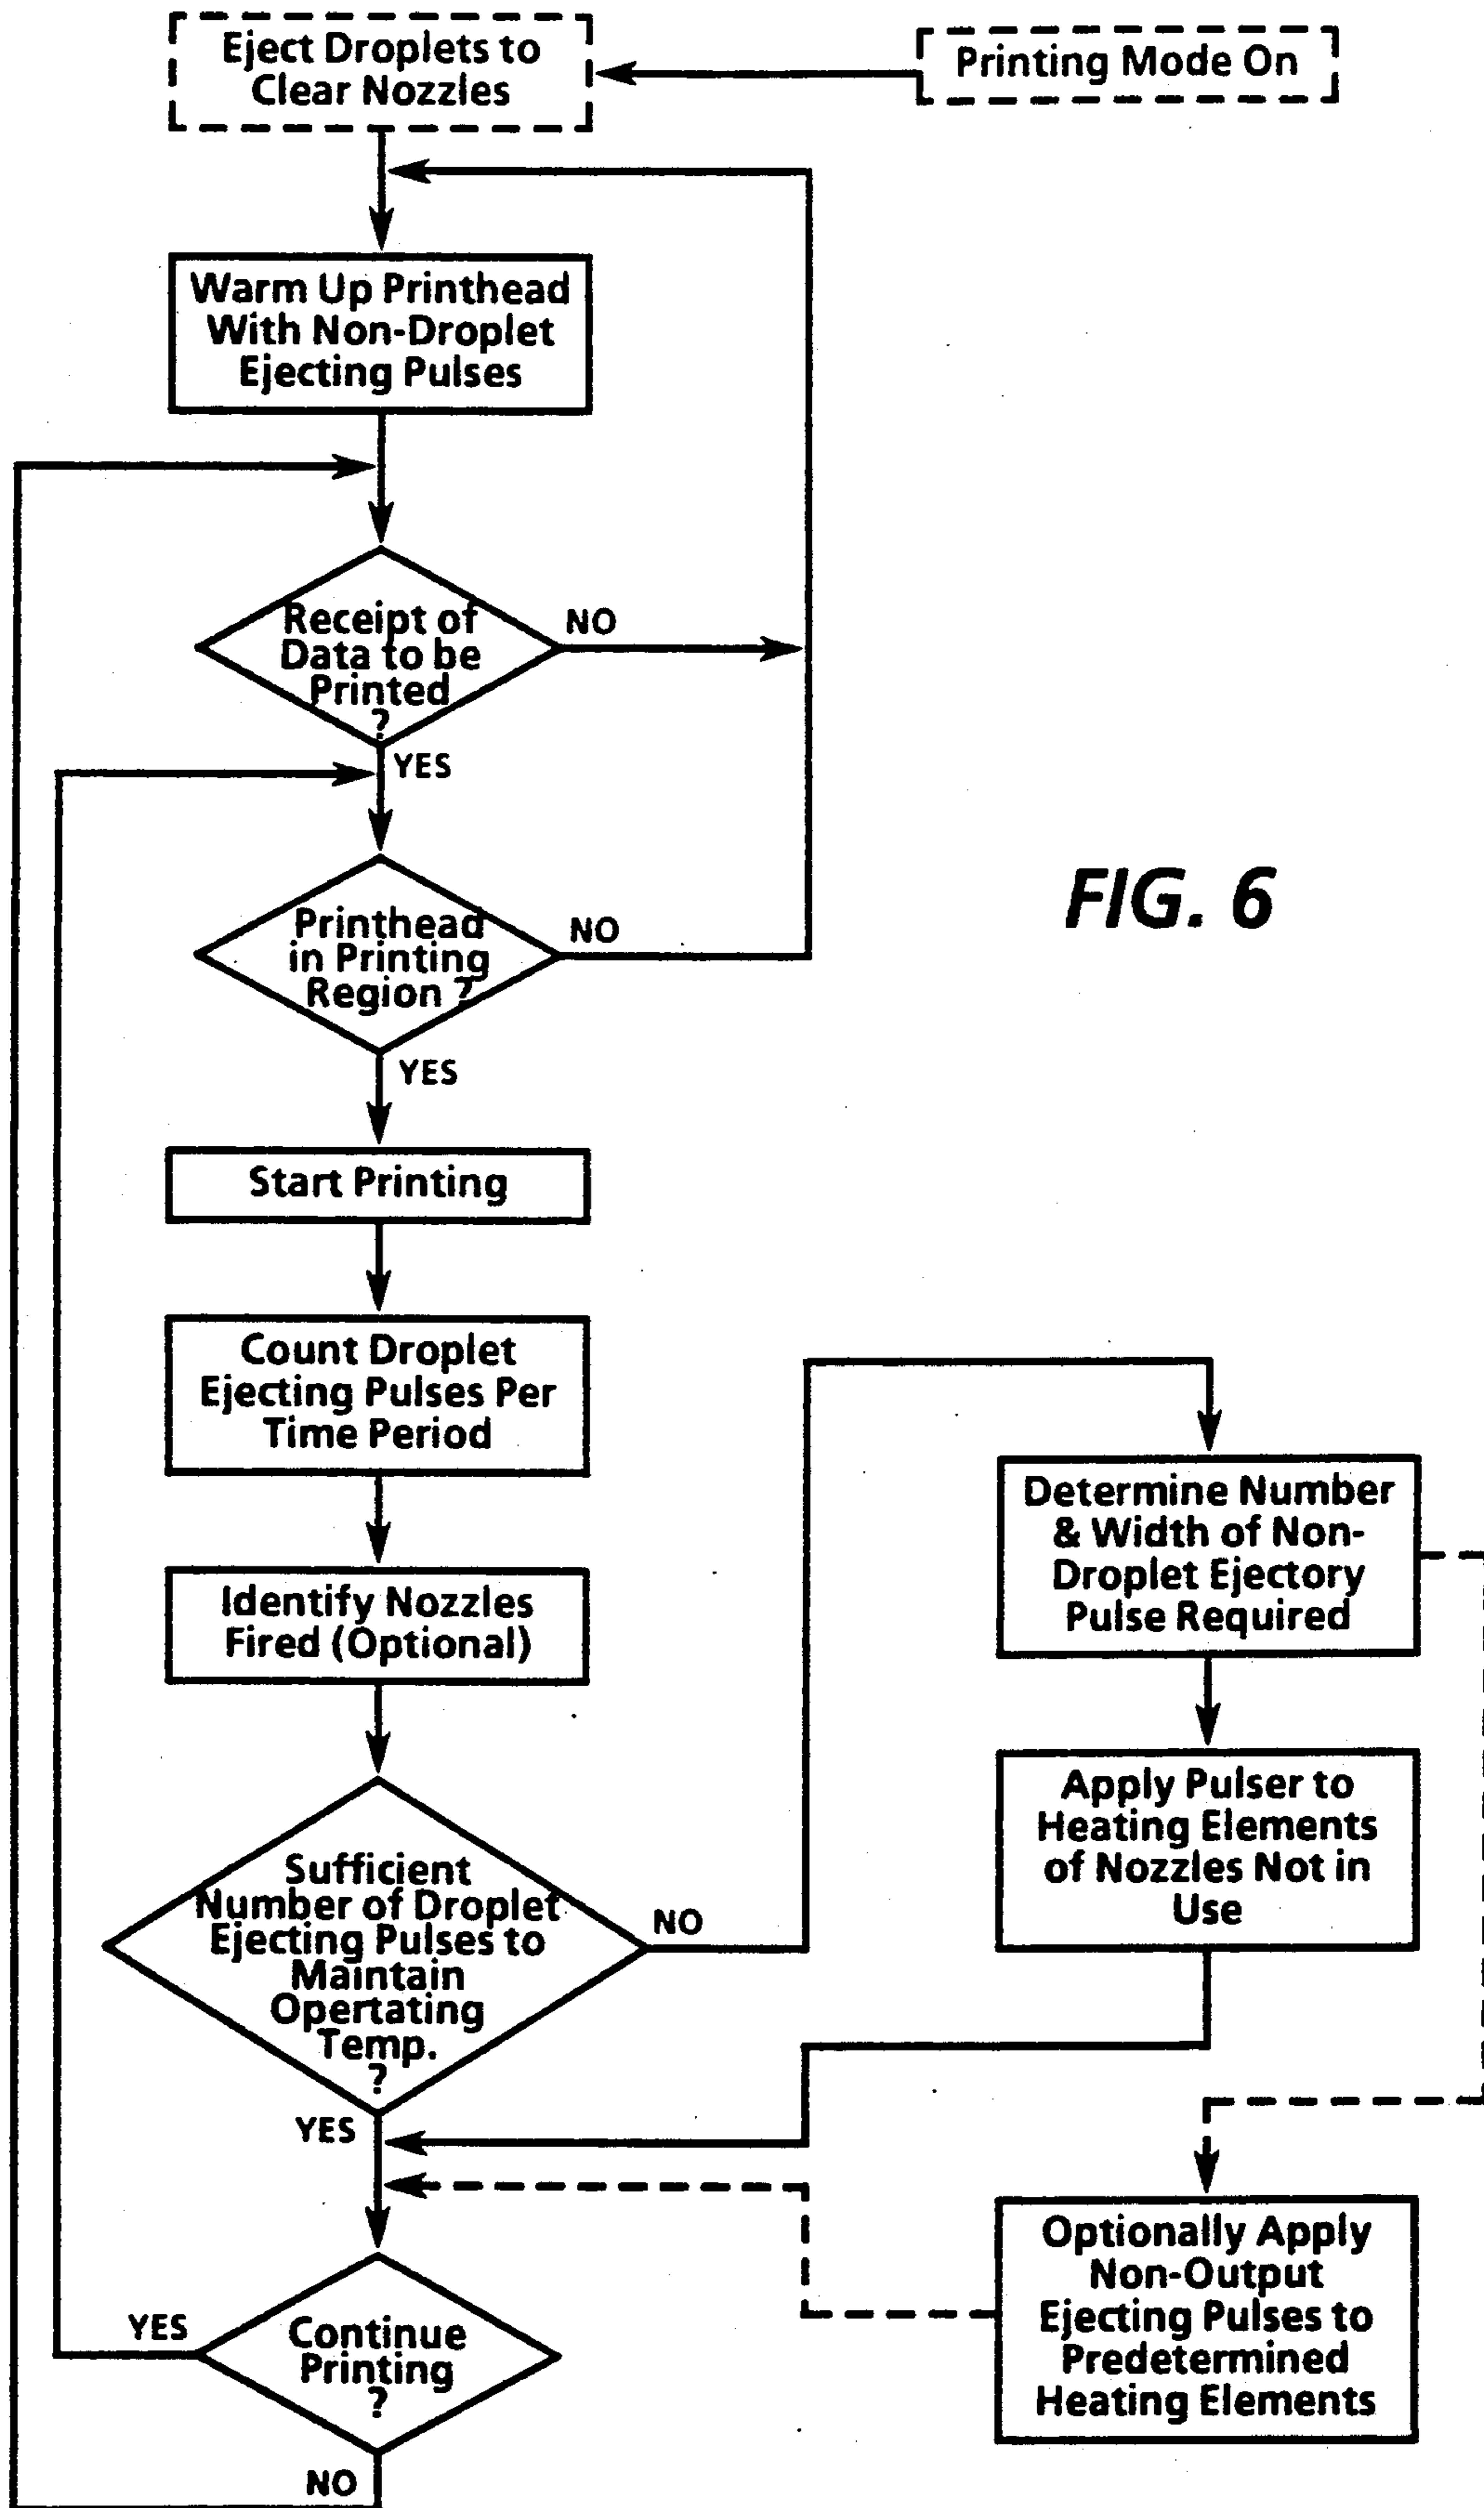 Eject Droplets to
Clear Nozzles
Printing Mode On
Warm Up Printhead
With Non-Droplet
Ejecting Pulses
Receipt of
Data to be
Printed
?
NO
YES
Printhead
in Printing
Region ?
NO
YES
FIG. 6
Start Printing
Count Droplet
Ejecting Pulses Per
Time Period
Identify Nozzles
Fired (Optional)
Sufficient
Number of Droplet
Ejecting Pulses to
Maintain
Opertating
Temp.
?
NO
YES
Determine Number
& Width of Non-
Droplet Ejectory
Pulse Required
Apply Pulser to
Heating Elements
of Nozzles Not in
Use
Optionally Apply
Non-Output
Ejecting Pulses to
Predetermined
Heating Elements
Continue
Printing
?
YES
NO